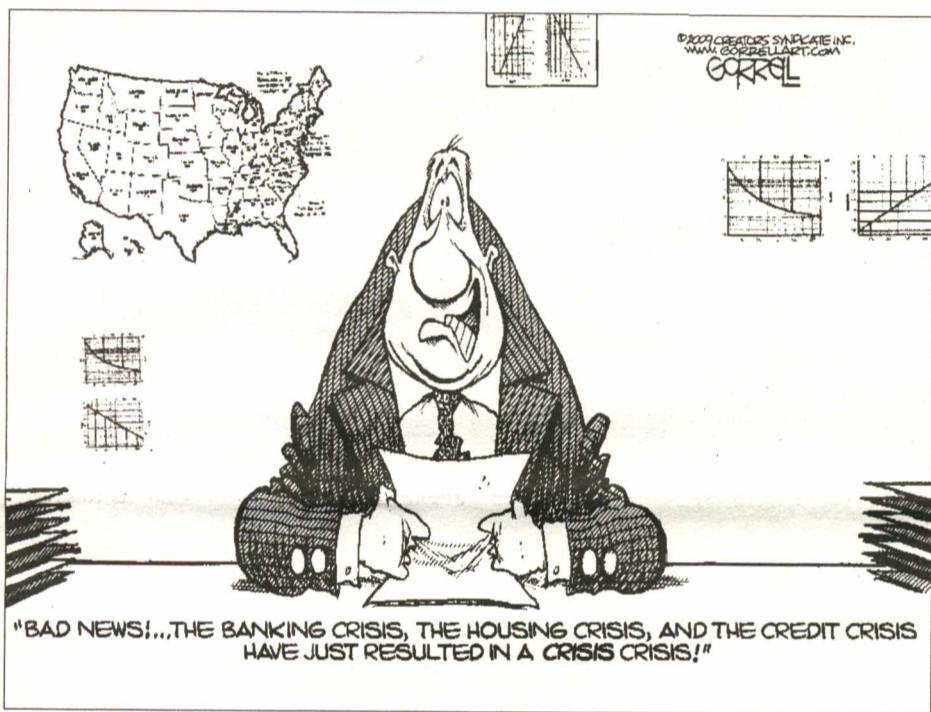 ©2009 CREATORS SYNDICATE INC.
WWW.GORRELLART.COM
GORRELL
"BAD NEWS!...THE BANKING CRISIS, THE HOUSING CRISIS, AND THE CREDIT CRISIS
HAVE JUST RESULTED IN A CRISIS CRISIS!"